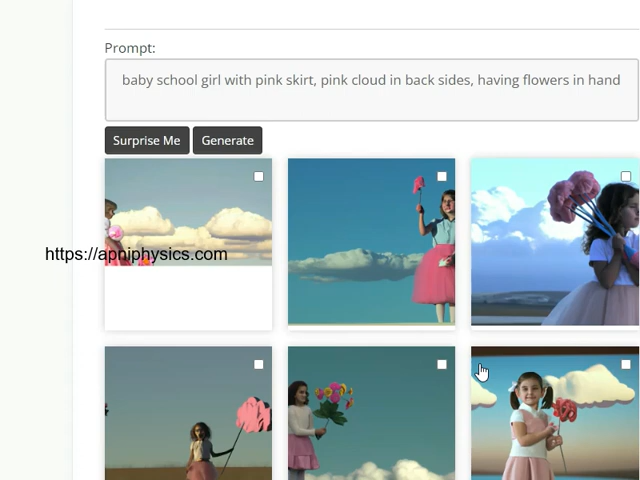 Prompt:
baby school girl with pink skirt, pink cloud in back sides, having flowers in hand
Surprise Me
Generate
https://apniphysics.com